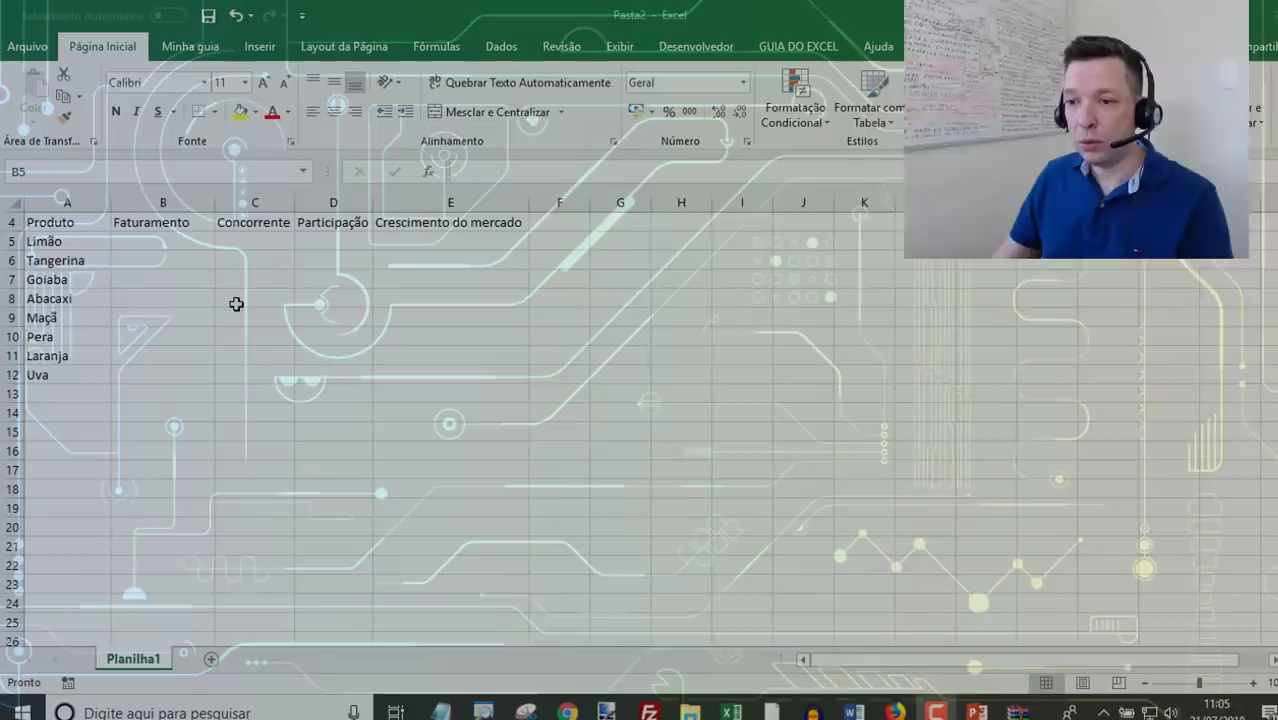 Salvamento Automático
Pasta2 - Excel
Arquivo Página Inicial Minha guia Inserir Layout da Página Fórmulas Dados Revisão Exibir Desenvolvedor GUIA DO EXCEL Ajuda
Calibri 11 Quebrar Texto Automaticamente Geral
N I S Mesclar e Centralizar % 000
Formatação Condicional
Formatar como Tabela
Área de Transf... Fonte Alinhamento Número Estilos
B5 fx
A B C D E F G H I J K
4 Produto Faturamento Concorrente Participação Crescimento do mercado
5 Limão
6 Tangerina
7 Goiaba
8 Abacaxi
9 Maçã
10 Pera
11 Laranja
12 Uva
13
14
15
16
17
18
19
20
21
22
23
24
25
26
Planilha1
Pronto
Digite aqui para pesquisar
11:05